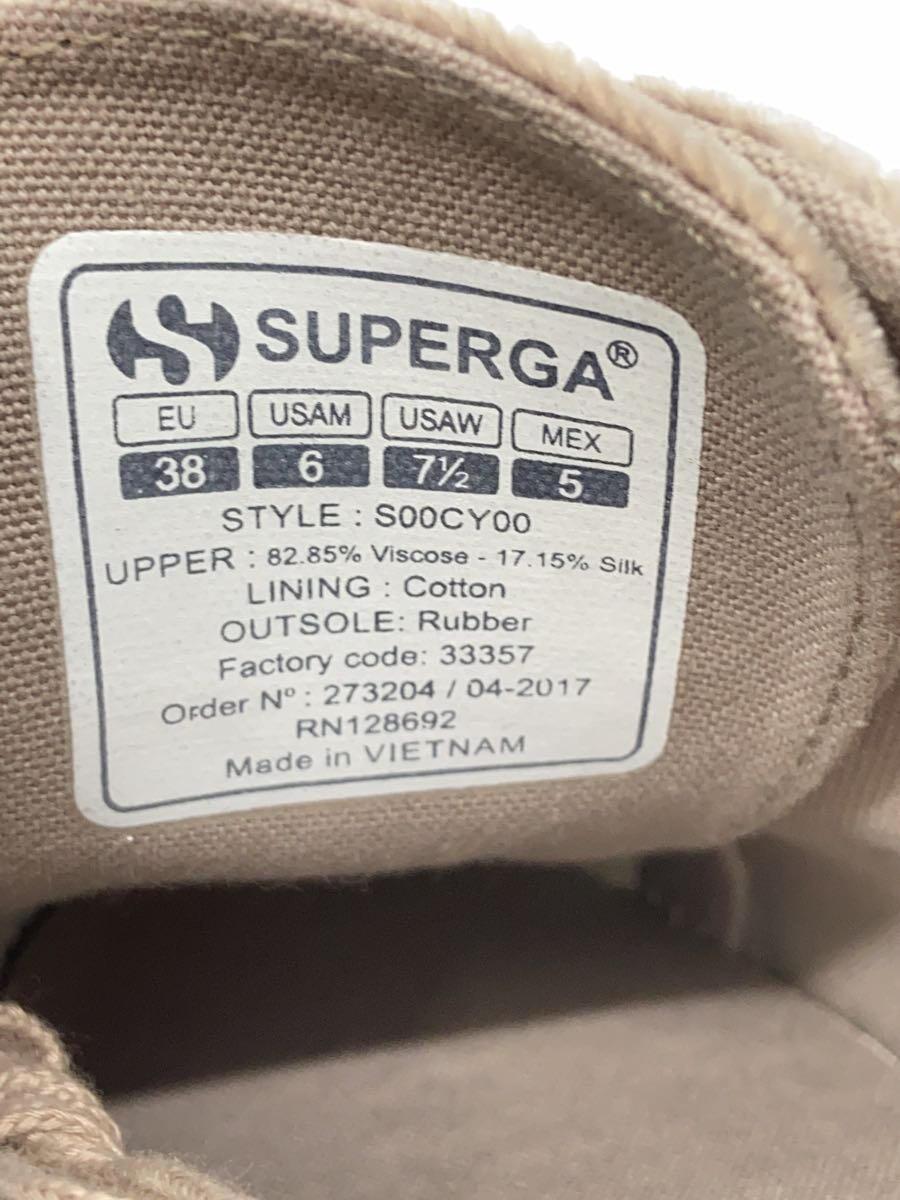 SUPERGA®
EU USAM USAW MEX
38 6 7½ 5
STYLE : S00CY00
UPPER : 82.85% Viscose - 17.15% Silk
LINING : Cotton
OUTSOLE: Rubber
Factory code: 33357
Order Nº : 273204 / 04-2017
RN128692
Made in VIETNAM